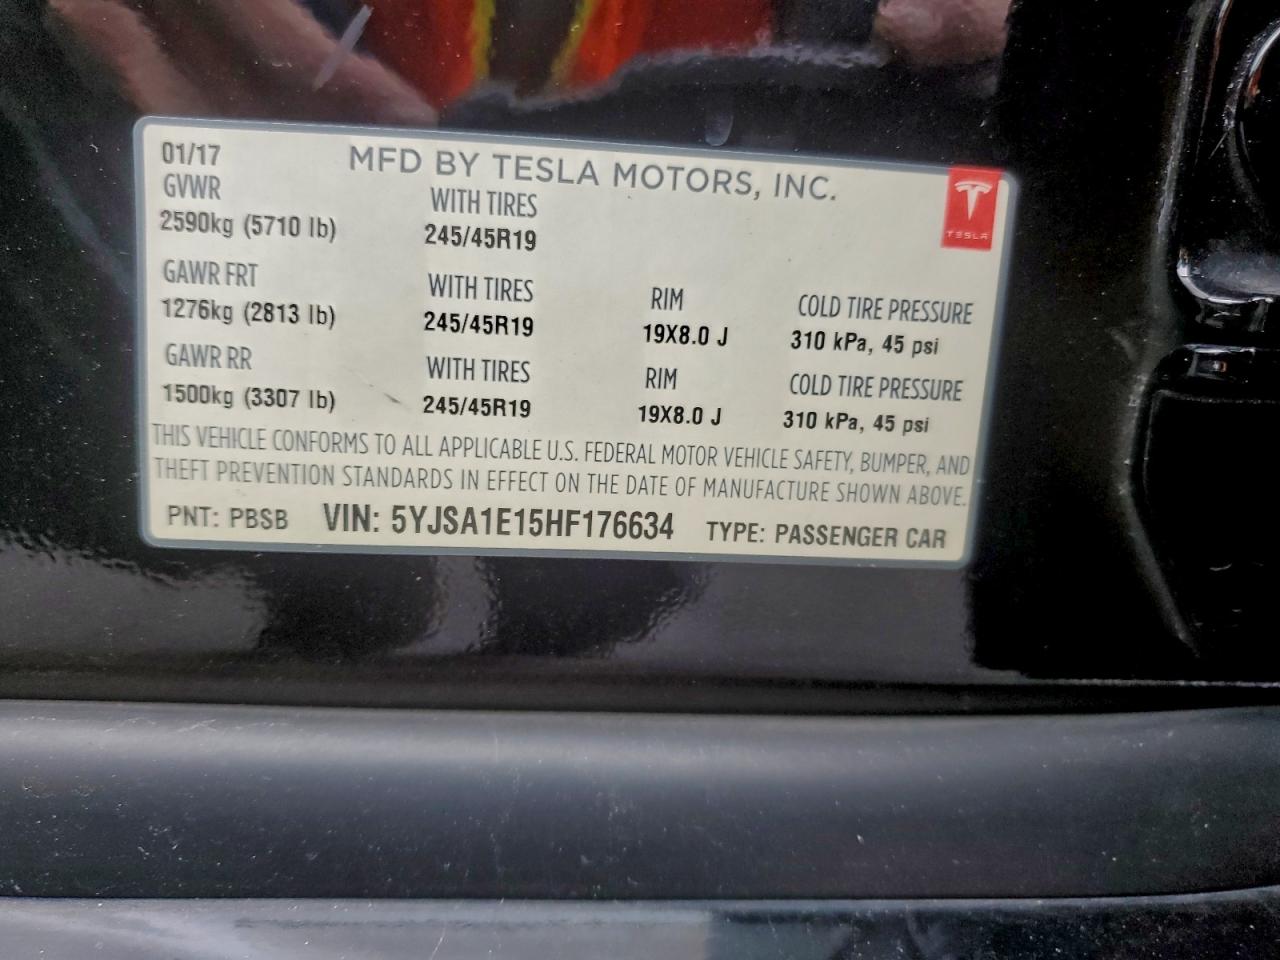 01/17 MFD BY TESLA MOTORS, INC.
GVWR WITH TIRES
2590kg (5710 lb) 245/45R19
TESLA
GAWR FRT WITH TIRES RIM COLD TIRE PRESSURE
1276kg (2813 lb) 245/45R19 19X8.0 J 310 kPa, 45 psi
GAWR RR WITH TIRES RIM COLD TIRE PRESSURE
1500kg (3307 lb) 245/45R19 19X8.0 J 310 kPa, 45 psi
THIS VEHICLE CONFORMS TO ALL APPLICABLE U.S. FEDERAL MOTOR VEHICLE SAFETY, BUMPER, AND
THEFT PREVENTION STANDARDS IN EFFECT ON THE DATE OF MANUFACTURE SHOWN ABOVE.
PNT: PBSB VIN: 5YJSA1E15HF176634 TYPE: PASSENGER CAR